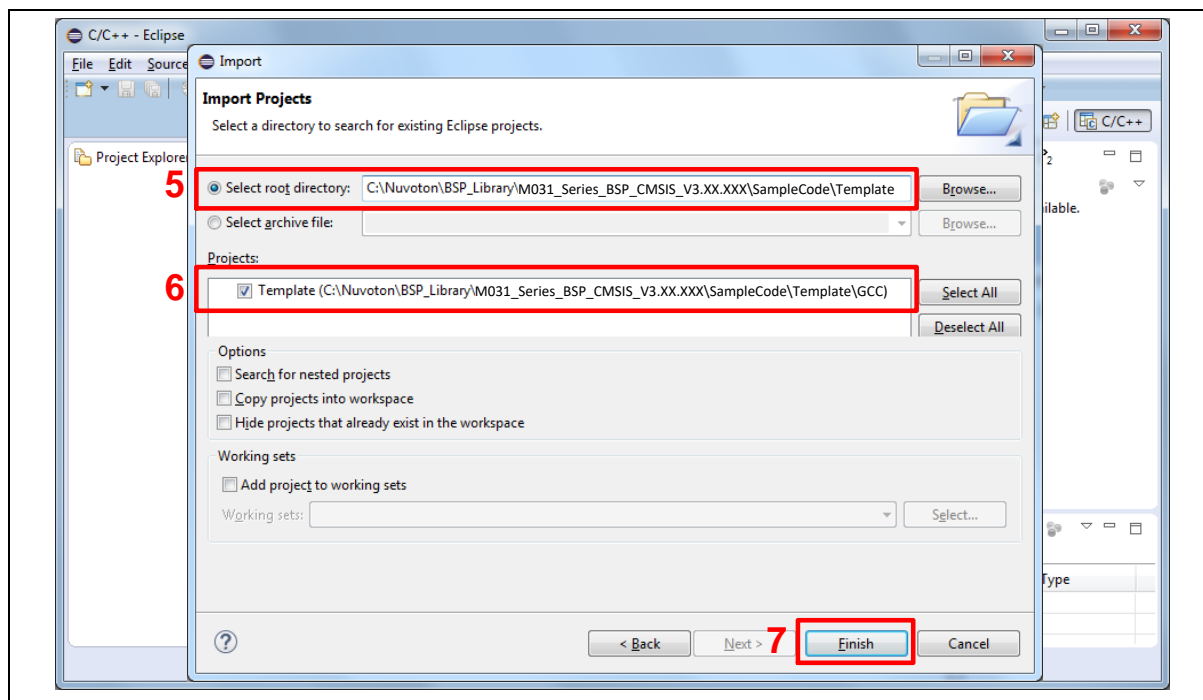 C/C++ - Eclipse
File Edit Source
Import
Import Projects
Select a directory to search for existing Eclipse projects.
C/C++
Project Explorer
5 Select root directory: C:\Nuvoton\BSP_Library\M031_Series_BSP_CMSIS_V3.XX.XXX\SampleCode\Template Browse...
ilable.
Select archive file: Browse...
Projects:
6 Template (C:\Nuvoton\BSP_Library\M031_Series_BSP_CMSIS_V3.XX.XXX\SampleCode\Template\GCC) Select All
Deselect All
Options
Search for nested projects
Copy projects into workspace
Hide projects that already exist in the workspace
Working sets
Add project to working sets
Working sets: Select...
Type
< Back Next > 7 Finish Cancel